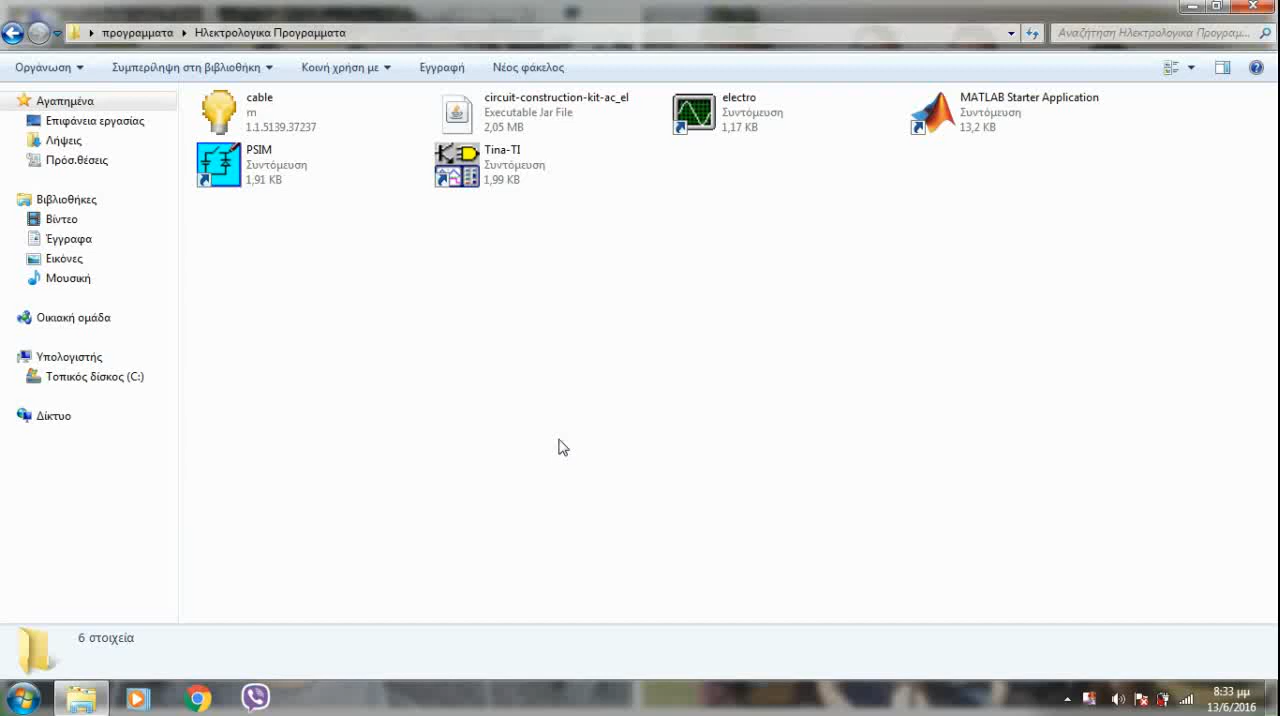 προγραμματα ▸ Ηλεκτρολογικα Προγραμματα
Αναζήτηση Ηλεκτρολογικα Προγραμ...
Οργάνωση
Συμπερίληψη στη βιβλιοθήκη
Κοινή χρήση με
Εγγραφή
Νέος φάκελος
Αγαπημένα
Επιφάνεια εργασίας
Λήψεις
Πρόσ.θέσεις
Βιβλιοθήκες
Βίντεο
Έγγραφα
Εικόνες
Μουσική
Οικιακή ομάδα
Υπολογιστής
Τοπικός δίσκος (C:)
Δίκτυο
cable
m
1.1.5139.37237
circuit-construction-kit-ac_el
Executable Jar File
2,05 MB
electro
Συντόμευση
1,17 KB
MATLAB Starter Application
Συντόμευση
13,2 KB
PSIM
Συντόμευση
1,91 KB
Tina-TI
Συντόμευση
1,99 KB
6 στοιχεία
8:33 μμ
13/6/2016